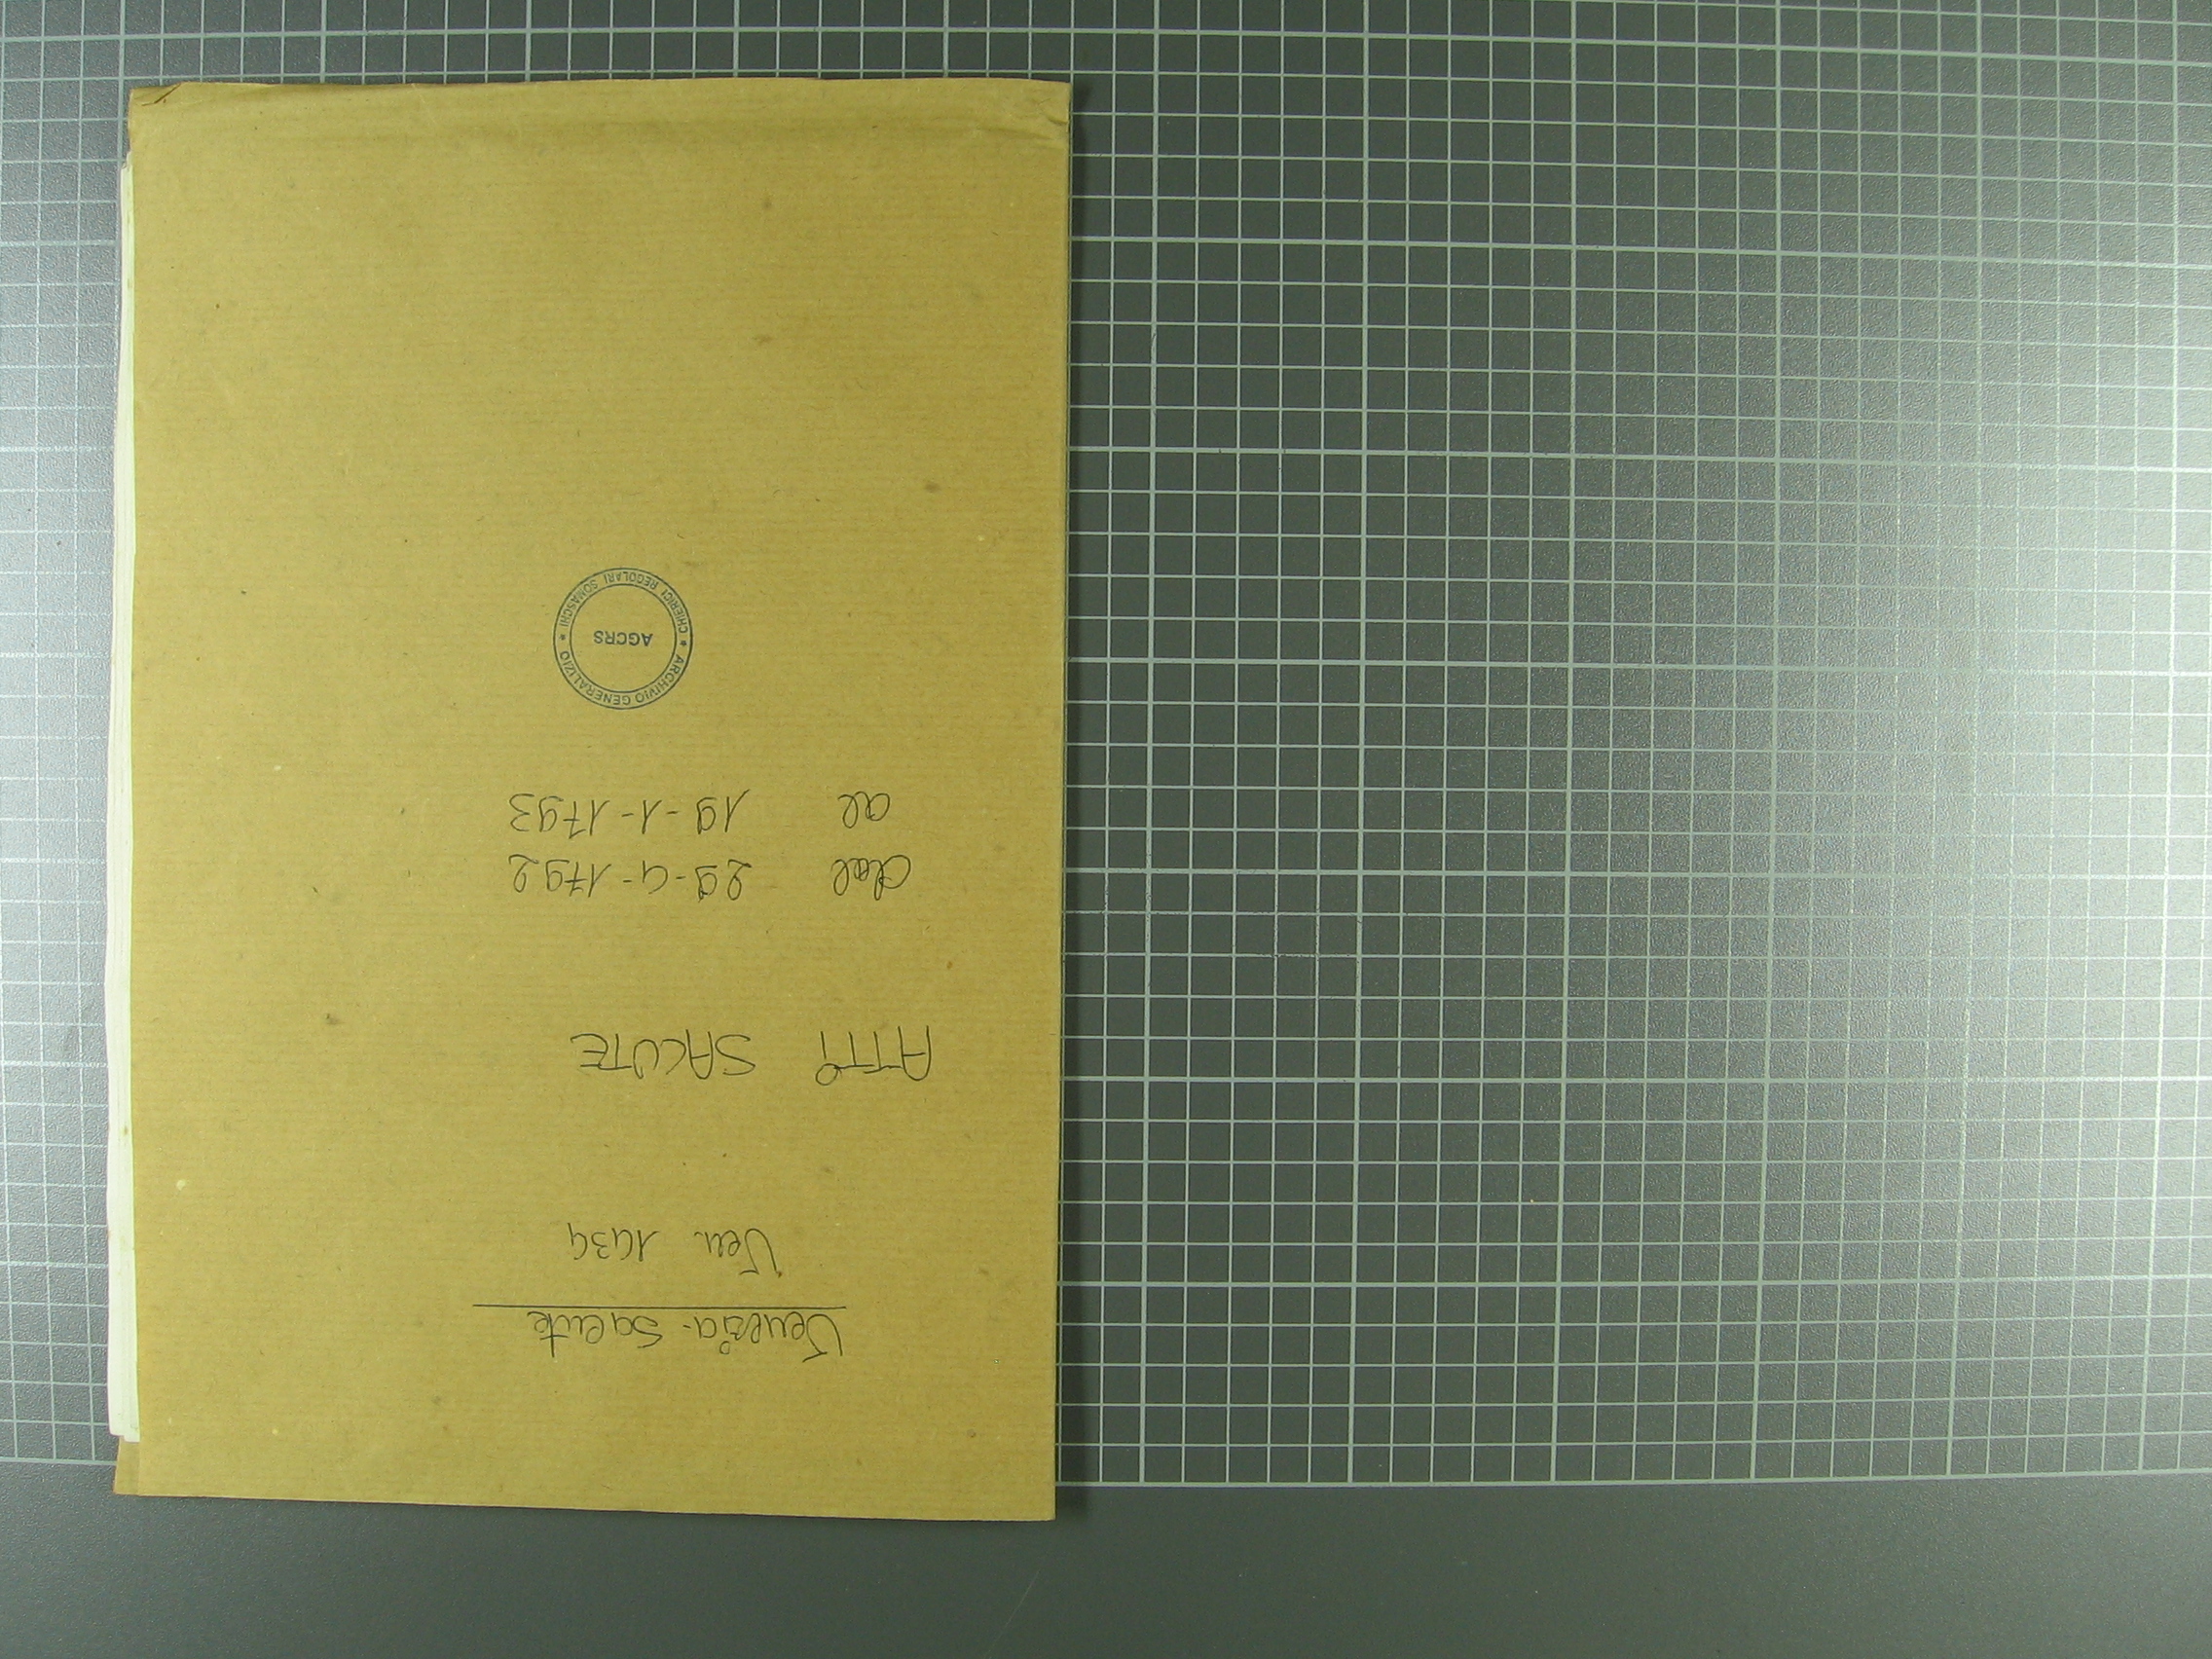 Venezia-Salute
Ven. 1434
ATTi SALUTE
dal 29-4-1792
al 19-1-1793
* ARCHIVIO GENERALIZIO * CHIERICI REGOLARI SOMASCHI
AGCRS